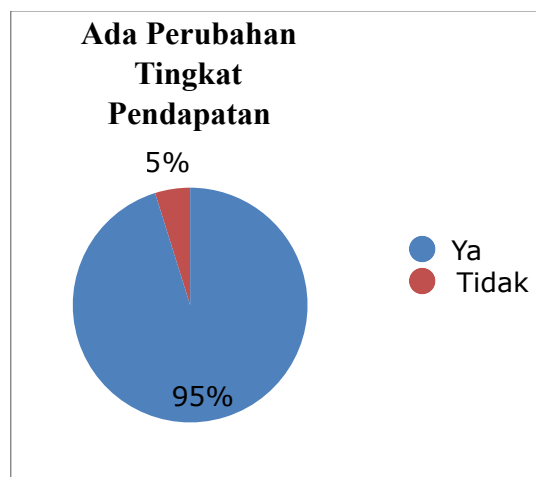 Ada Perubahan
Tingkat
Pendapatan
5%
Ya
Tidak
95%